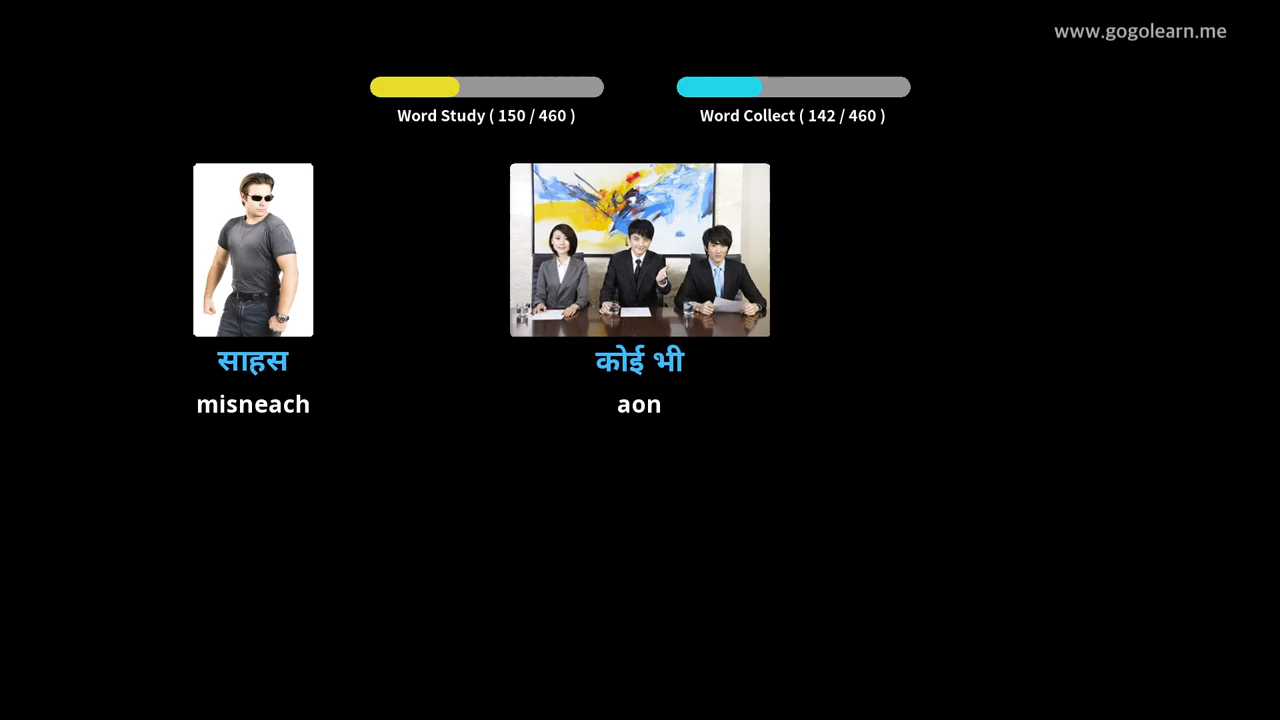 www.gogolearn.me
Word Study ( 150 / 460 )
Word Collect ( 142 / 460 )
साहस
कोई भी
misneach
aon